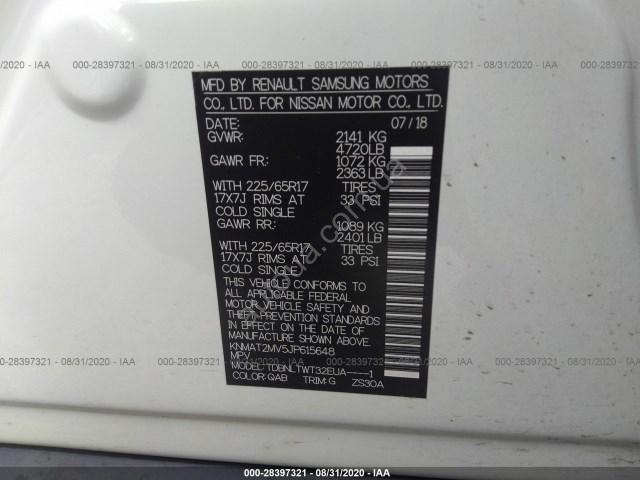 000-28397321 - 08/31/2020 - IAA
MFD BY RENAULT SAMSUNG MOTORS
CO., LTD. FOR NISSAN MOTOR CO., LTD.
DATE: 07/18
GVWR: 2141 KG
4720LB
GAWR FR: 1072 KG
2363LB
WITH 225/65R17 TIRES
17X7J RIMS AT 33 PSI
COLD SINGLE
GAWR RR: 1089 KG
2401LB
WITH 225/65R17 TIRES
17X7J RIMS AT 33 PSI
COLD SINGLE
THIS VEHICLE CONFORMS TO
ALL APPLICABLE FEDERAL
MOTOR VEHICLE SAFETY AND
THEFT PREVENTION STANDARDS
IN EFFECT ON THE DATE OF
MANUFACTURE SHOWN ABOVE.
KNMAT2MV5JP615648
MPV
MODEL:TDBNLTWT32EUA----1
COLOR:QAB TRIM:G ZS30A
000-28397321 - 08/31/2020 - IAA